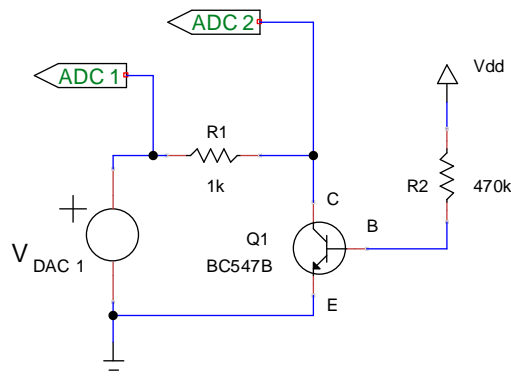 ADC 2
ADC 1
Vdd
R1
1k
R2 470k
C
B
Q1
BC547B
E
+
V DAC 1